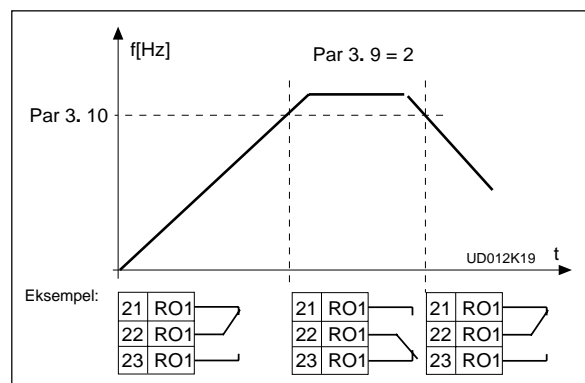 f[Hz]
Par 3. 9 = 2
Par 3. 10
t
UD012K19
Eksempel:
21 RO1
22 RO1
23 RO1
21 RO1
22 RO1
23 RO1
21 RO1
22 RO1
23 RO1